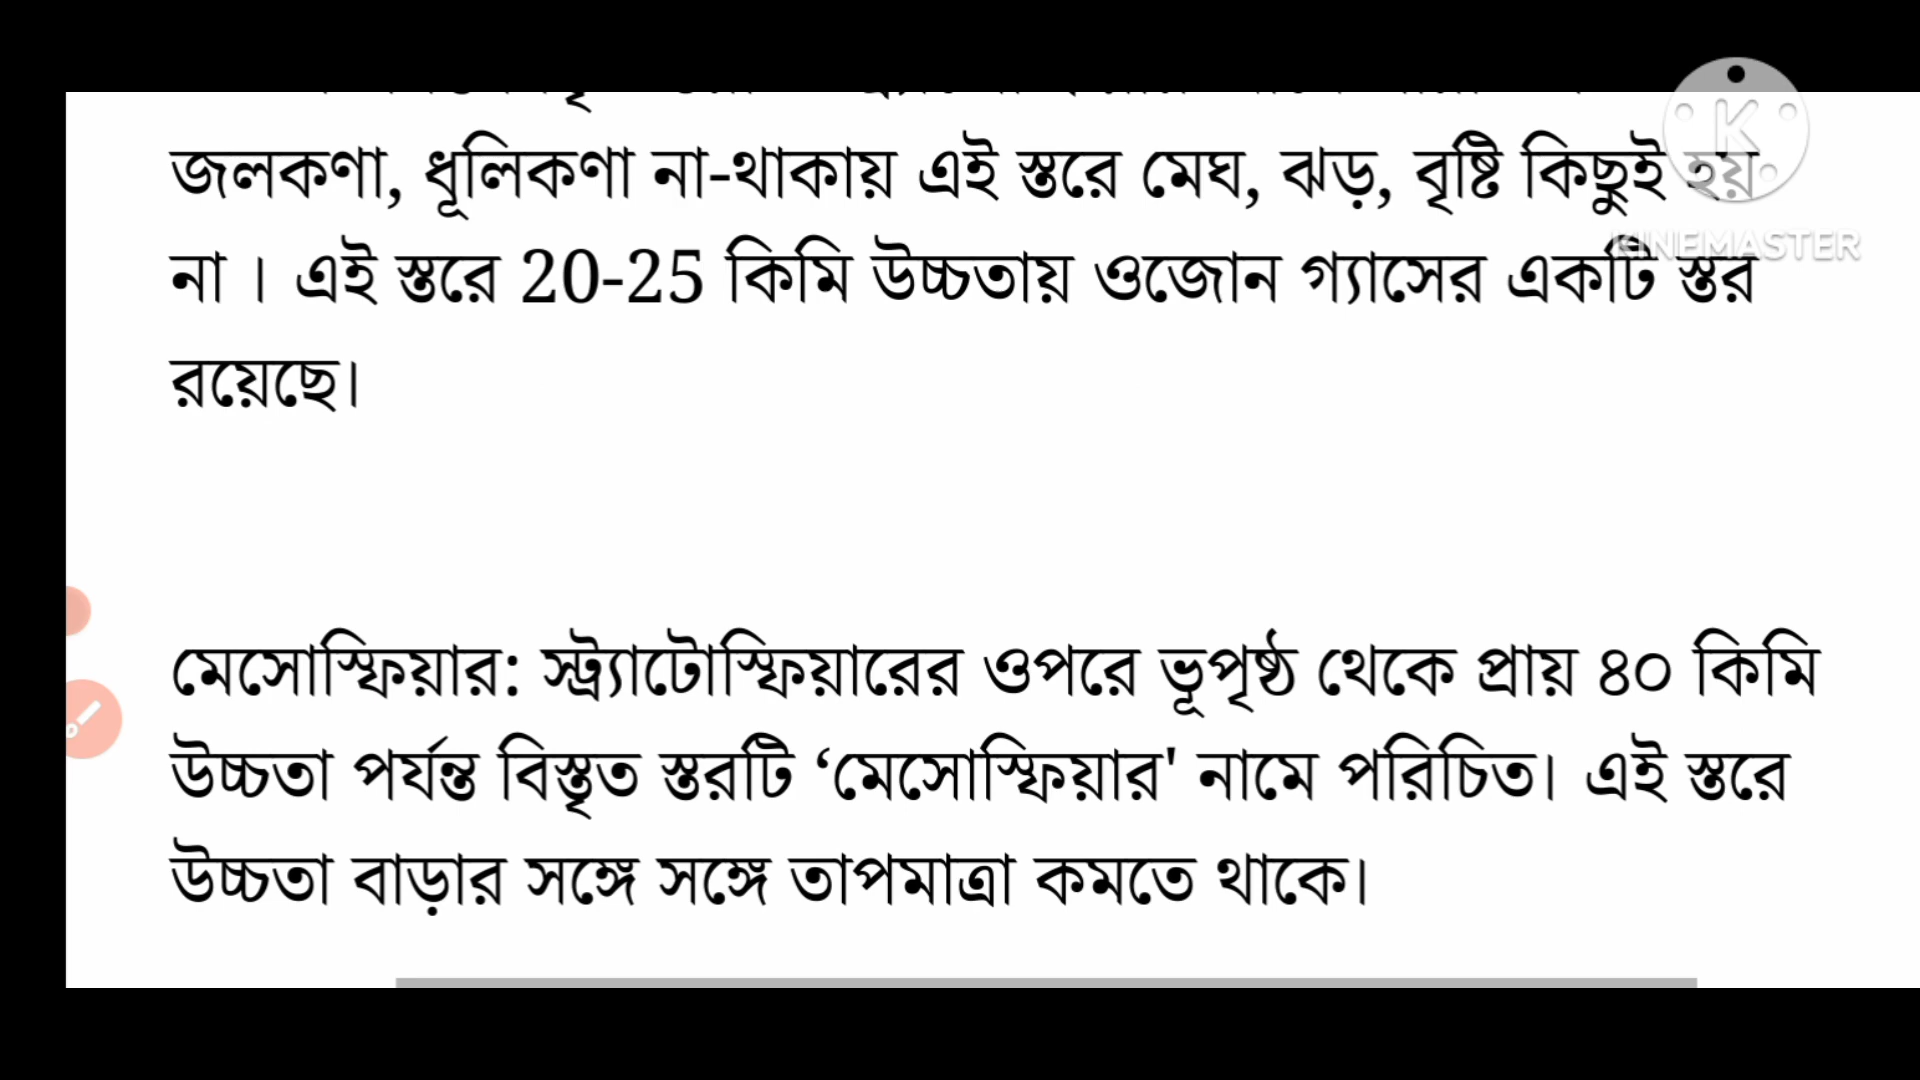 জলকণা, ধূলিকণা না-থাকায় এই স্তরে মেঘ, ঝড়, বৃষ্টি কিছুই হয়
না । এই স্তরে 20-25 কিমি উচ্চতায় ওজোন গ্যাসের একটি স্তর
রয়েছে।
মেসোস্ফিয়ার: স্ট্র্যাটোস্ফিয়ারের ওপরে ভূপৃষ্ঠ থেকে প্রায় ৪০ কিমি
উচ্চতা পর্যন্ত বিস্তৃত স্তরটি ‘মেসোস্ফিয়ার' নামে পরিচিত। এই স্তরে
উচ্চতা বাড়ার সঙ্গে সঙ্গে তাপমাত্রা কমতে থাকে।
K
KINEMASTER